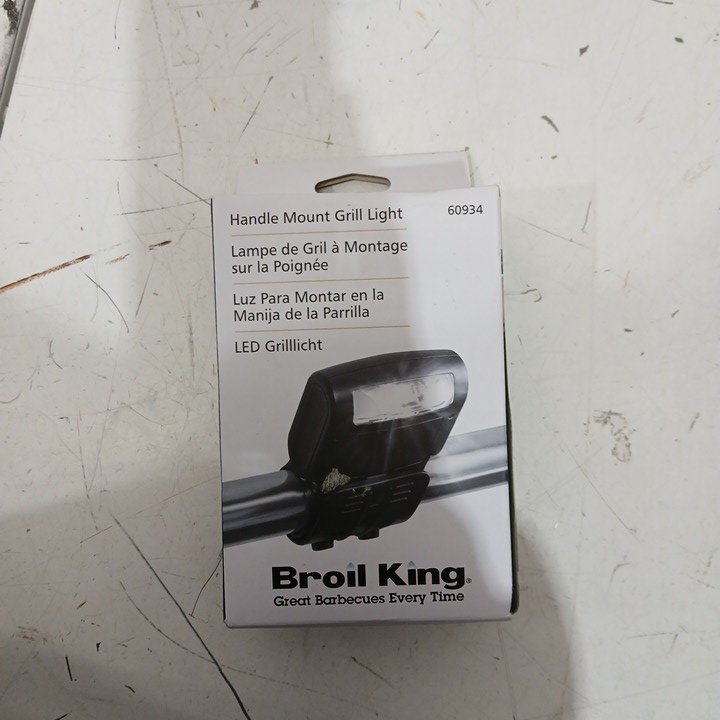 Handle Mount Grill Light 60934
Lampe de Gril à Montage
sur la Poignée
Luz Para Montar en la
Manija de la Parrilla
LED Grilllicht
Broil King®
Great Barbecues Every Time